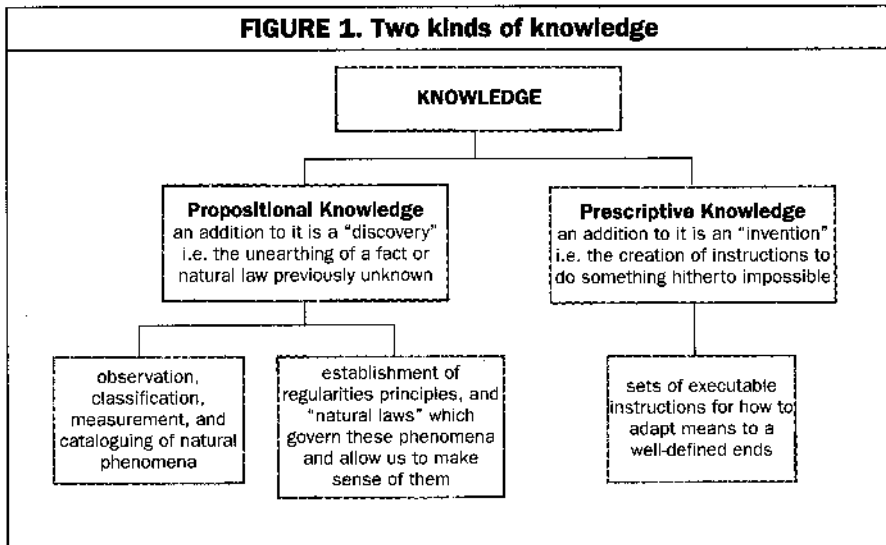 FIGURE 1. Two kinds of knowledge
KNOWLEDGE
Propositional Knowledge
an addition to it is a "discovery"
i.e. the unearthing of a fact or
natural law previously unknown
Prescriptive Knowledge
an addition to it is an "invention"
i.e. the creation of instructions to
do something hitherto impossible
observation,
classification,
measurement, and
cataloguing of natural
phenomena
establishment of
regularities principles, and
"natural laws" which
govern these phenomena
and allow us to make
sense of them
sets of executable
instructions for how to
adapt means to a
well-defined ends